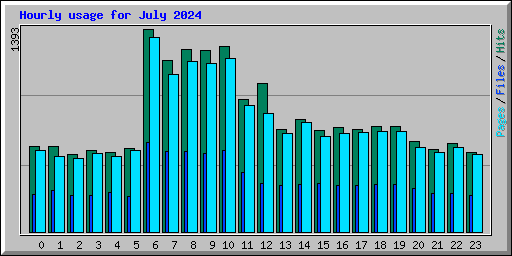 Hourly usage for July 2024
1393
Pages/Files/Hits
0 1 2 3 4 5 6 7 8 9 10 11 12 13 14 15 16 17 18 19 20 21 22 23